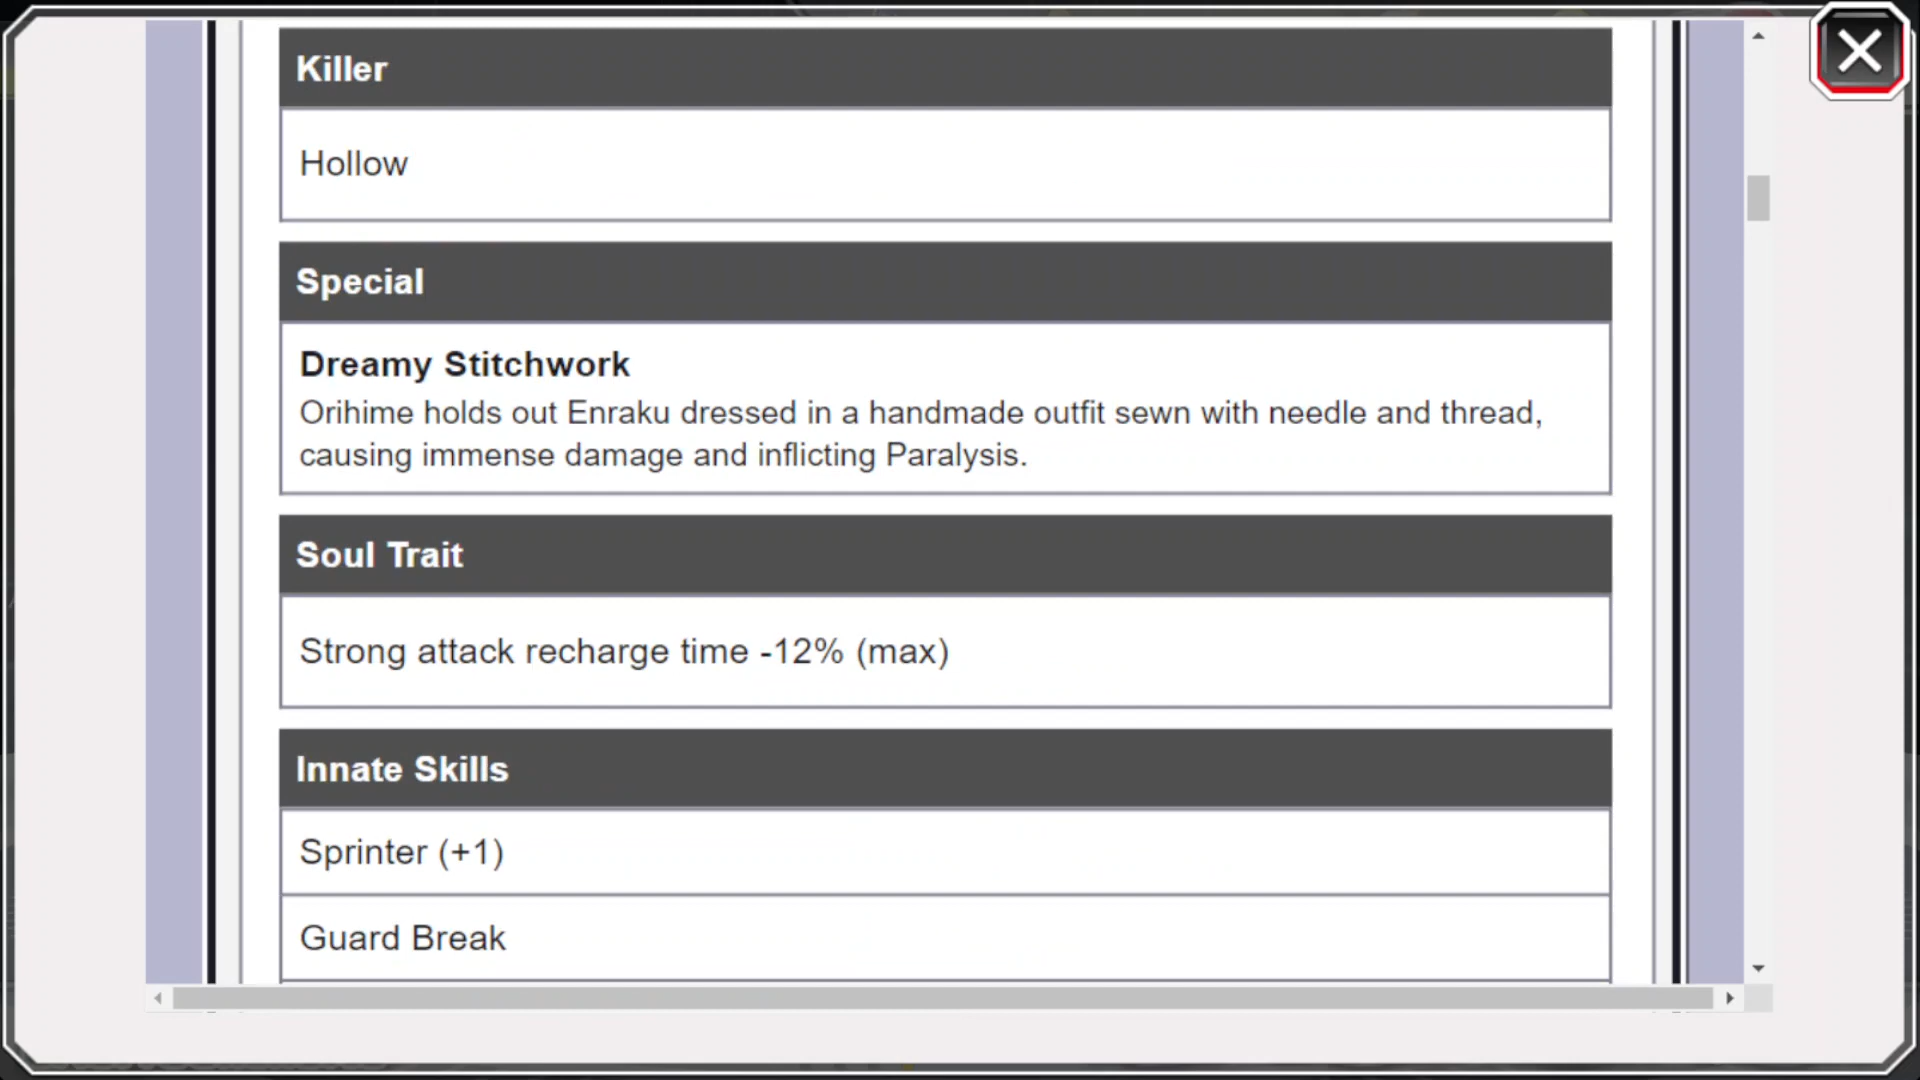 Killer
Hollow
Special
Dreamy Stitchwork
Orihime holds out Enraku dressed in a handmade outfit sewn with needle and thread,
causing immense damage and inflicting Paralysis.
Soul Trait
Strong attack recharge time -12% (max)
Innate Skills
Sprinter (+1)
Guard Break